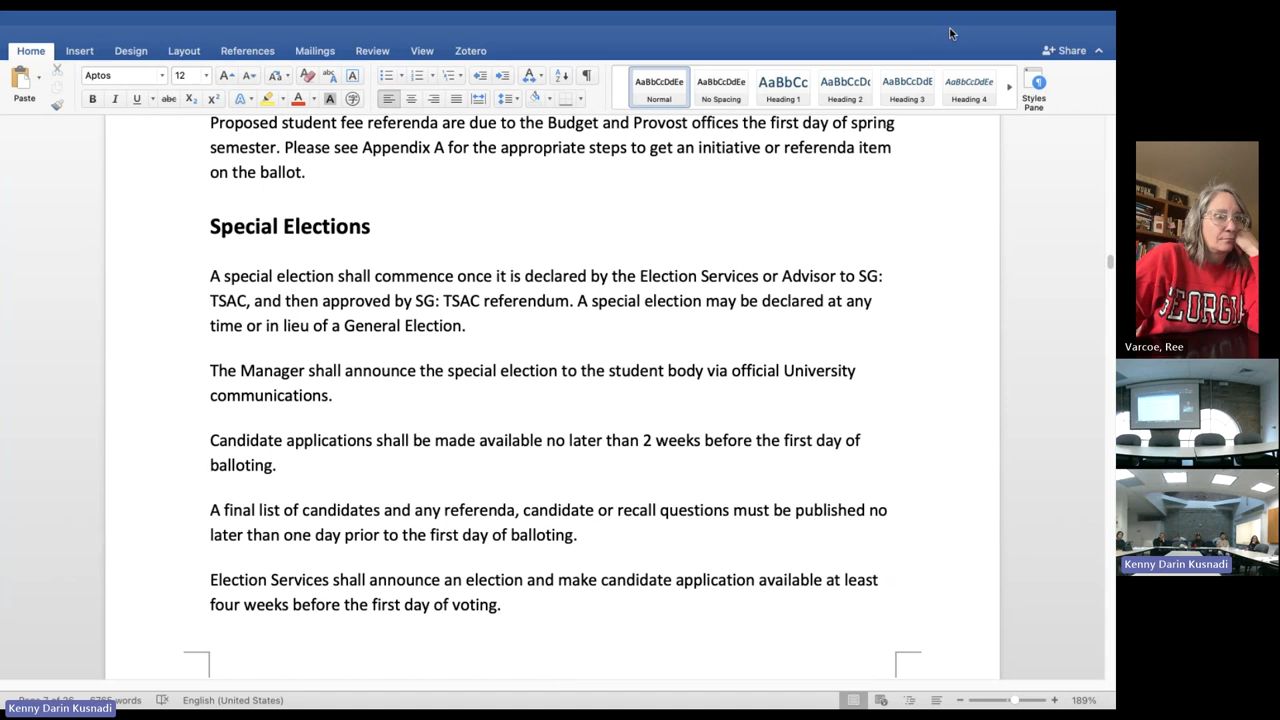 Home Insert Design Layout References Mailings Review View Zotero Share
Aptos 12
AaBbCcDdEe AaBbCcDdEe AaBbCc AaBbCcDc AaBbCcDdE AaBbCcDdEe
Paste
Normal No Spacing Heading 1 Heading 2 Heading 3 Heading 4
Styles
Pane
Proposed student fee referenda are due to the Budget and Provost offices the first day of spring
semester. Please see Appendix A for the appropriate steps to get an initiative or referenda item
on the ballot.
Special Elections
A special election shall commence once it is declared by the Election Services or Advisor to SG:
TSAC, and then approved by SG: TSAC referendum. A special election may be declared at any
time or in lieu of a General Election.
The Manager shall announce the special election to the student body via official University
communications.
Candidate applications shall be made available no later than 2 weeks before the first day of
balloting.
A final list of candidates and any referenda, candidate or recall questions must be published no
later than one day prior to the first day of balloting.
Election Services shall announce an election and make candidate application available at least
four weeks before the first day of voting.
words English (United States) 189%
Kenny Darin Kusnadi
GEORGIA
Varcoe, Ree
Kenny Darin Kusnadi